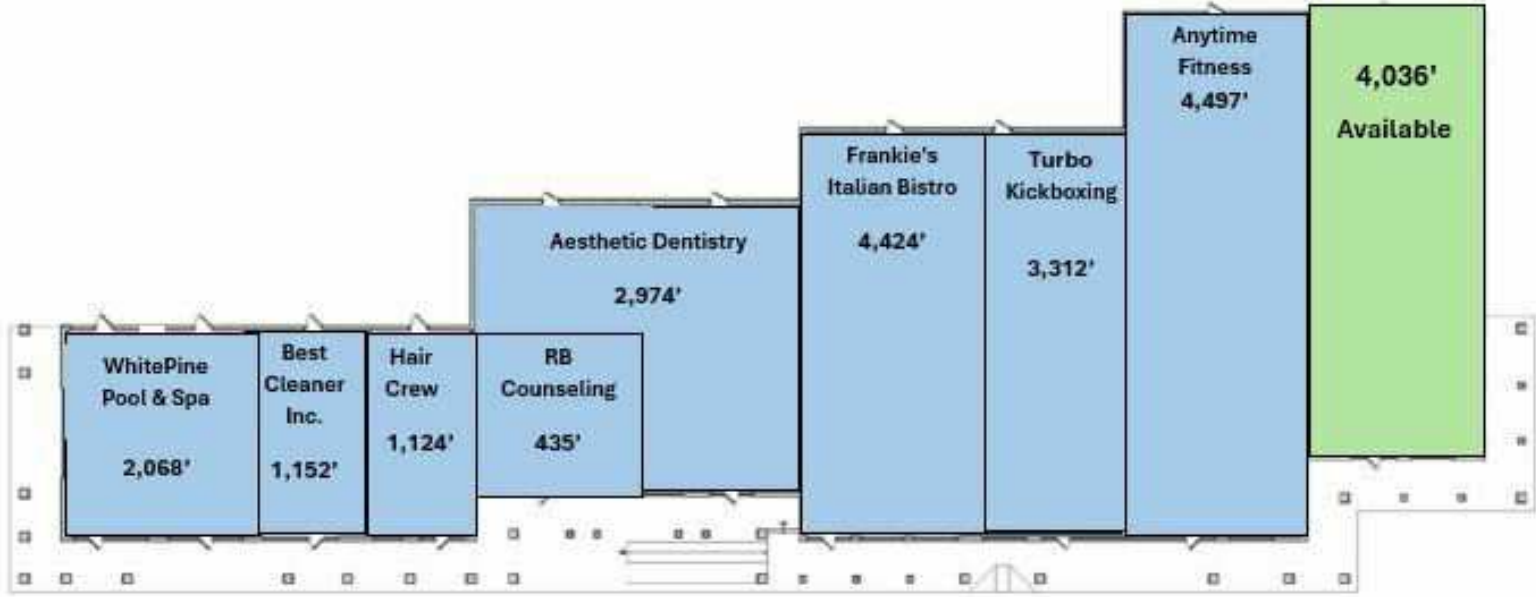 WhitePine
Pool & Spa
2,068'
Best
Cleaner
Inc.
1,152'
Hair
Crew
1,124'
RB
Counseling
435'
Aesthetic Dentistry
2,974'
Frankie's
Italian Bistro
4,424'
Turbo
Kickboxing
3,312'
Anytime
Fitness
4,497'
4,036'
Available